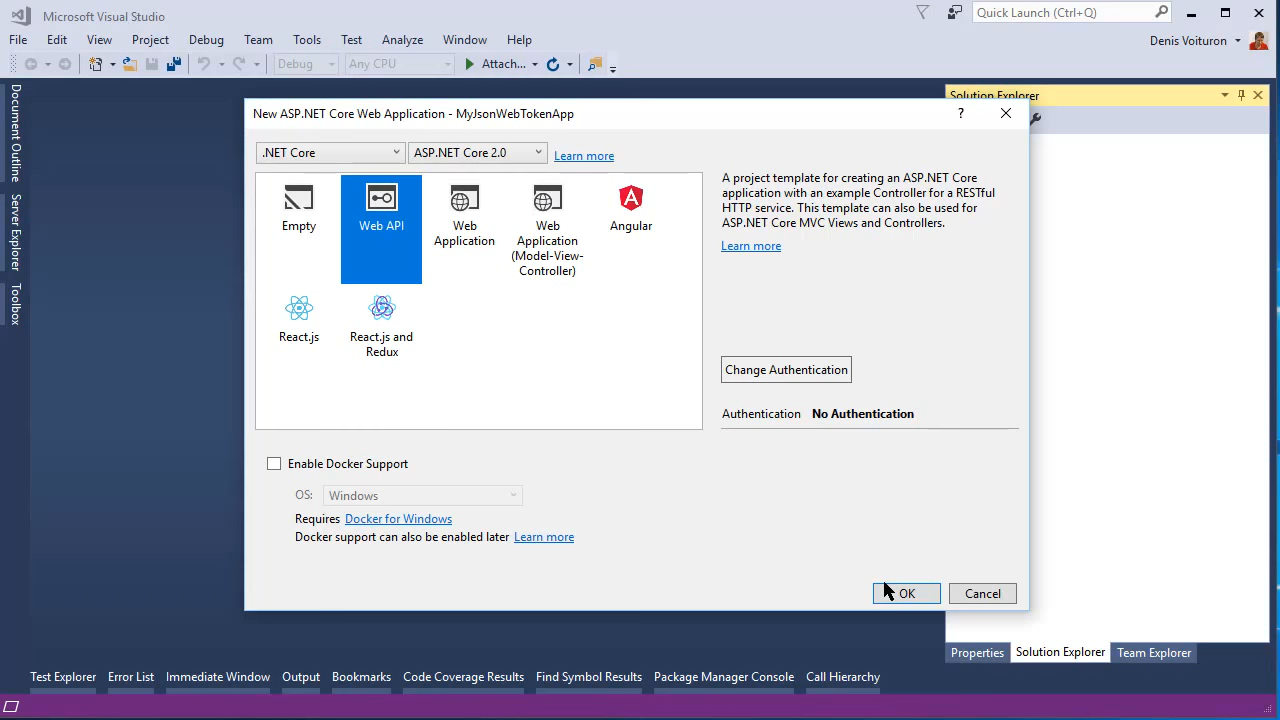 Microsoft Visual Studio
Quick Launch (Ctrl+Q)
File Edit View Project Debug Team Tools Test Analyze Window Help
Denis Voituron
Debug Any CPU Attach...
Document Outline
Server Explorer
Toolbox
Solution Explorer
New ASP.NET Core Web Application - MyJsonWebTokenApp
?
.NET Core ASP.NET Core 2.0 Learn more
Empty
Web API
Web
Application
Web
Application
(Model-View-
Controller)
Angular
React.js
React.js and
Redux
A project template for creating an ASP.NET Core
application with an example Controller for a RESTful
HTTP service. This template can also be used for
ASP.NET Core MVC Views and Controllers.
Learn more
Change Authentication
Authentication No Authentication
Enable Docker Support
OS: Windows
Requires Docker for Windows
Docker support can also be enabled later Learn more
OK Cancel
Properties Solution Explorer Team Explorer
Test Explorer Error List Immediate Window Output Bookmarks Code Coverage Results Find Symbol Results Package Manager Console Call Hierarchy